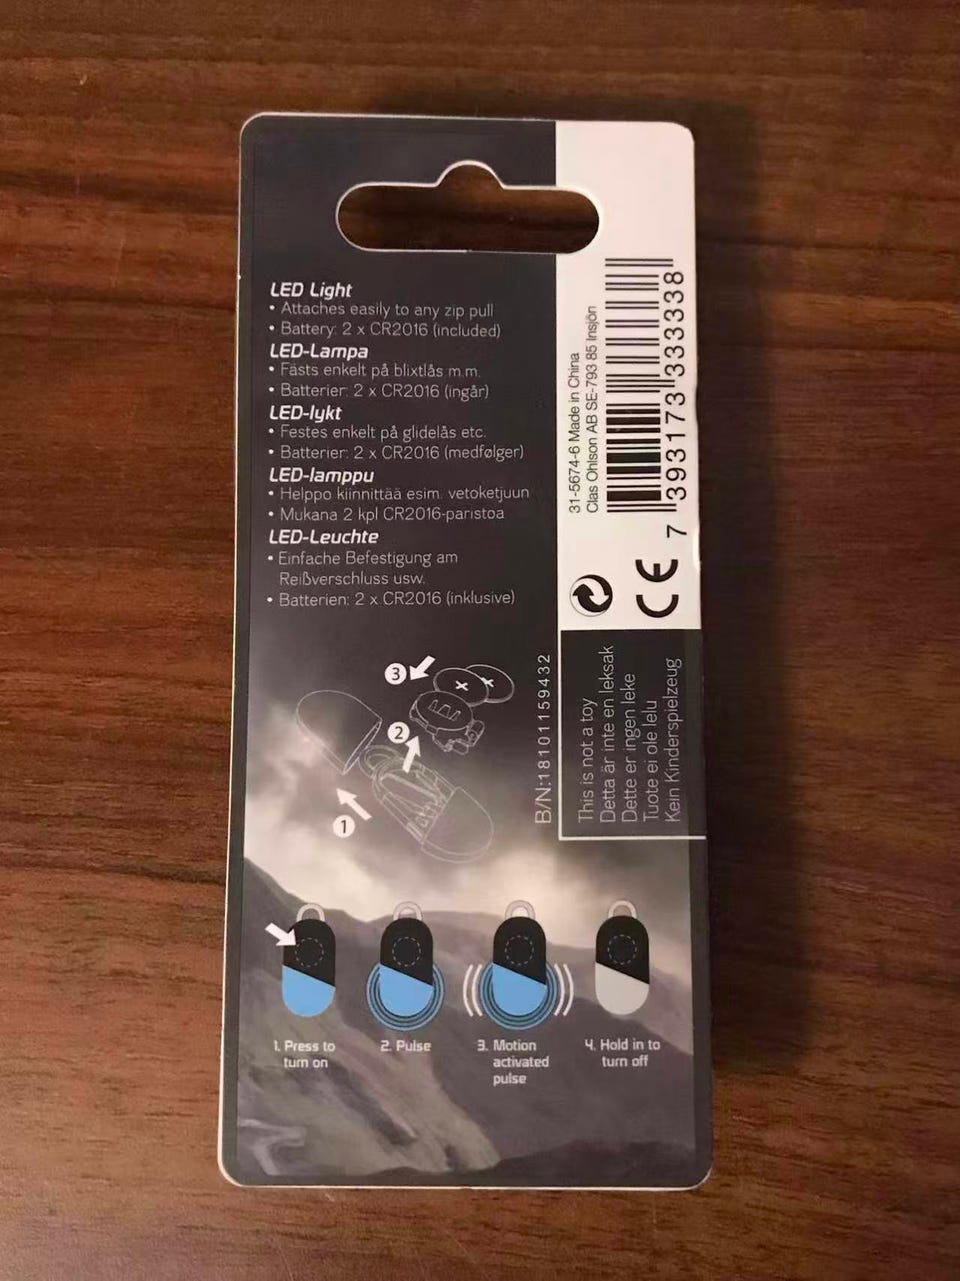 LED Light
• Attaches easily to any zip pull
• Battery: 2 x CR2016 (included)
LED-Lampa
• Fästs enkelt på blixtlås m.m.
• Batterier: 2 x CR2016 (ingår)
LED-lykt
• Festes enkelt på glidelås etc.
• Batterier: 2 x CR2016 (medfølger)
LED-lamppu
• Helppo kiinnittää esim. vetoketjuun
• Mukana 2 kpl CR2016-paristoa
LED-Leuchte
• Einfache Befestigung am
Reißverschluss usw.
• Batterien: 2 x CR2016 (inklusive)
31-5674-6 Made in China
Clas Ohlson AB SE-793 85 Insjön
7 393173 333338
CE
B/N:18101159432
This is not a toy
Detta är inte en leksak
Dette er ingen leke
Tuote ei ole lelu
Kein Kinderspielzeug
3
+ +
2
1
1. Press to
turn on
2. Pulse
3. Motion
activated
pulse
4. Hold in to
turn off